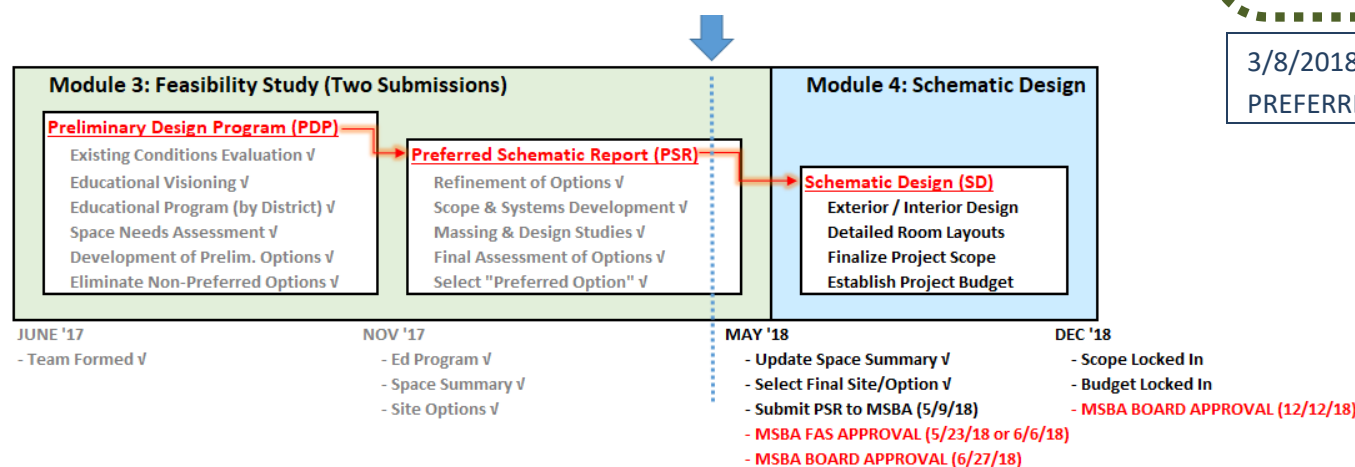 3/8/2018
PREFERR
Module 3: Feasibility Study (Two Submissions)
Preliminary Design Program (PDP)
Existing Conditions Evaluation √
Educational Visioning √
Educational Program (by District) √
Space Needs Assessment √
Development of Prelim. Options √
Eliminate Non-Preferred Options √
Preferred Schematic Report (PSR)
Refinement of Options √
Scope & Systems Development √
Massing & Design Studies √
Final Assessment of Options √
Select "Preferred Option" √
Module 4: Schematic Design
Schematic Design (SD)
Exterior / Interior Design
Detailed Room Layouts
Finalize Project Scope
Establish Project Budget
JUNE '17
- Team Formed √
NOV '17
- Ed Program √
- Space Summary √
- Site Options √
MAY '18
- Update Space Summary √
- Select Final Site/Option √
- Submit PSR to MSBA (5/9/18)
- MSBA FAS APPROVAL (5/23/18 or 6/6/18)
- MSBA BOARD APPROVAL (6/27/18)
DEC '18
- Scope Locked In
- Budget Locked In
- MSBA BOARD APPROVAL (12/12/18)